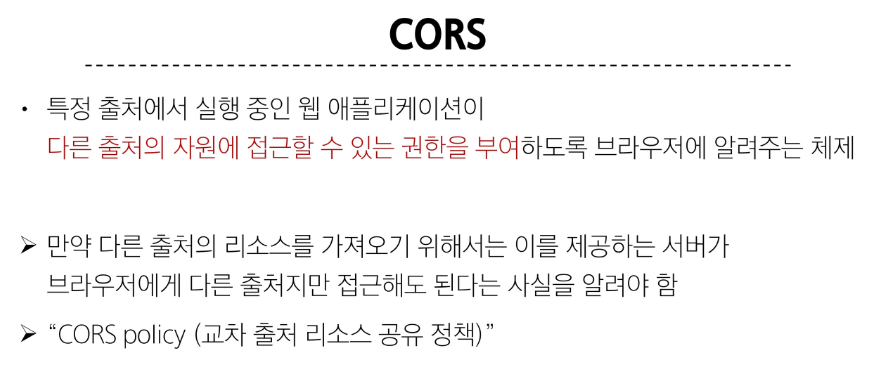 CORS
• 특정 출처에서 실행 중인 웹 애플리케이션이
다른 출처의 자원에 접근할 수 있는 권한을 부여하도록 브라우저에 알려주는 체제
➢ 만약 다른 출처의 리소스를 가져오기 위해서는 이를 제공하는 서버가
브라우저에게 다른 출처지만 접근해도 된다는 사실을 알려야 함
➢ “CORS policy (교차 출처 리소스 공유 정책)”